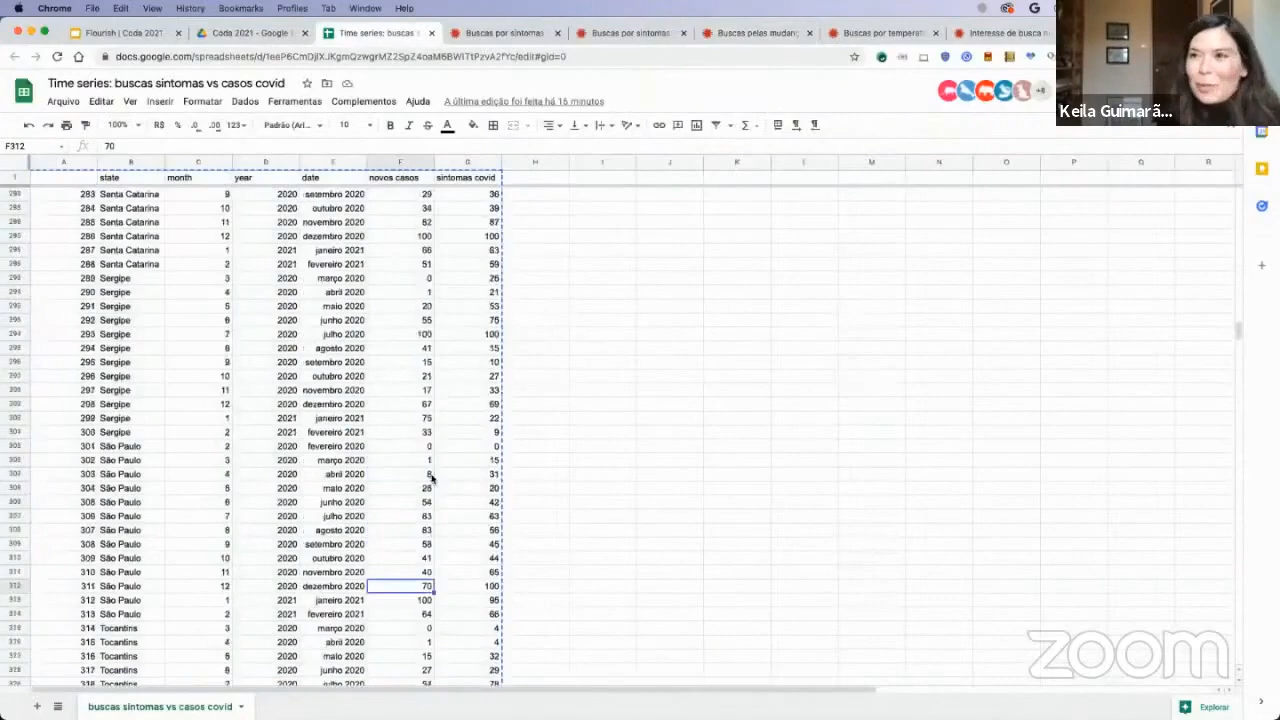 Chrome Arquivo Editar Ver Histórico Bookmarks Profiles Tab Window Help
Flourish | Coda 2021 Coda 2021 - Google Time series: buscas s Buscas por sintomas Buscas por sintomas Buscas pelas mudan Buscas por temperat Interesse de busca n
docs.google.com/spreadsheets/d/
Time series: buscas sintomas vs casos covid
Arquivo Editar Ver Inserir Formatar Dados Ferramentas Complementos Ajuda A última edição foi feita há 16 minutos
100% R$ % .0 .00 123 Padrão (Ari... 10
F312 70
A B C D E F G H I J K L M N O P Q R
1 state month year date novos casos sintomas covid
283 Santa Catarina 9 2020 setembro 2020 29 36
284 Santa Catarina 10 2020 outubro 2020 34 39
285 Santa Catarina 11 2020 novembro 2020 82 87
286 Santa Catarina 12 2020 dezembro 2020 100 100
287 Santa Catarina 1 2021 janeiro 2021 66 83
288 Santa Catarina 2 2021 fevereiro 2021 51 59
289 Sergipe 3 2020 março 2020 0 26
290 Sergipe 4 2020 abril 2020 1 21
291 Sergipe 5 2020 maio 2020 20 53
292 Sergipe 6 2020 junho 2020 55 75
293 Sergipe 7 2020 julho 2020 100 100
294 Sergipe 8 2020 agosto 2020 41 15
295 Sergipe 9 2020 setembro 2020 15 10
296 Sergipe 10 2020 outubro 2020 21 27
297 Sergipe 11 2020 novembro 2020 17 33
298 Sergipe 12 2020 dezembro 2020 67 69
299 Sergipe 1 2021 janeiro 2021 75 22
300 Sergipe 2 2021 fevereiro 2021 33 9
301 São Paulo 2 2020 fevereiro 2020 0 0
302 São Paulo 3 2020 março 2020 1 15
303 São Paulo 4 2020 abril 2020 8 31
304 São Paulo 5 2020 maio 2020 20
305 São Paulo 6 2020 junho 2020 54 42
306 São Paulo 7 2020 julho 2020 83 63
307 São Paulo 8 2020 agosto 2020 83 56
308 São Paulo 9 2020 setembro 2020 58 45
309 São Paulo 10 2020 outubro 2020 41 44
310 São Paulo 11 2020 novembro 2020 40 65
311 São Paulo 12 2020 dezembro 2020 70 100
312 São Paulo 1 2021 janeiro 2021 100 95
313 São Paulo 2 2021 fevereiro 2021 64 66
314 Tocantins 3 2020 março 2020 0 4
315 Tocantins 4 2020 abril 2020 1 4
316 Tocantins 5 2020 maio 2020 15 32
317 Tocantins 6 2020 junho 2020 27 29
318 Tocantins 7 2020 julho 2020
buscas sintomas vs casos covid
Explorar
Keila Guimarã...
zoom